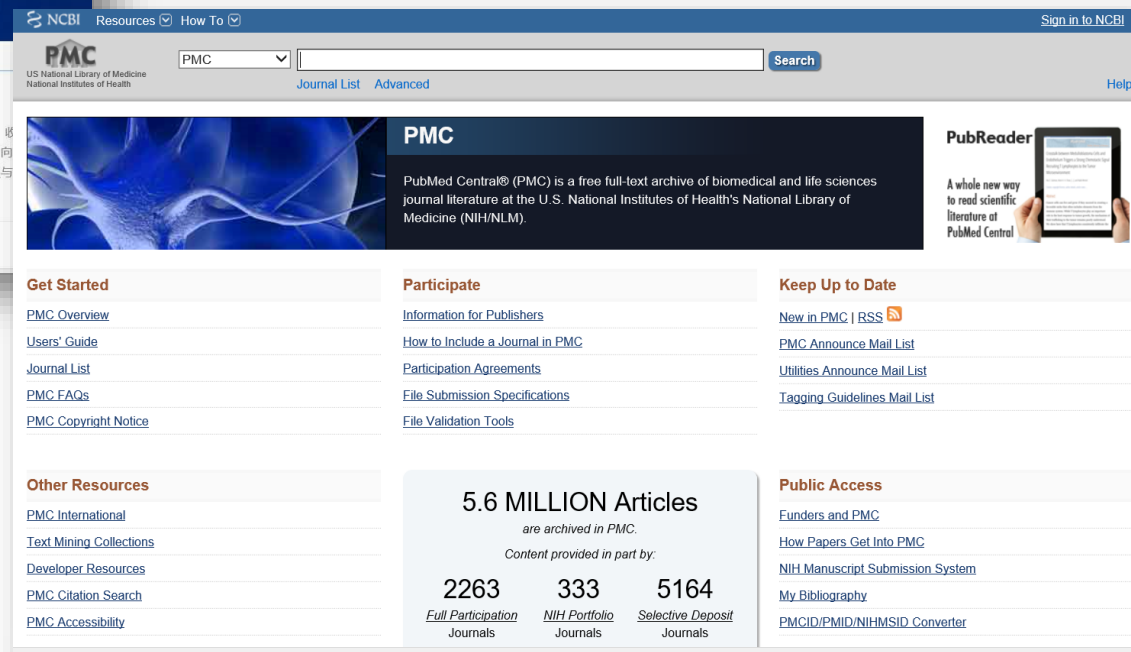 NCBI Resources How To Sign in to NCBI
PMC
US National Library of Medicine
National Institutes of Health
PMC
Search
Journal List Advanced
Help
收
向
与
PMC
PubMed Central® (PMC) is a free full-text archive of biomedical and life sciences
journal literature at the U.S. National Institutes of Health's National Library of
Medicine (NIH/NLM).
PubReader
A whole new way
to read scientific
literature at
PubMed Central
Get Started
PMC Overview
Users' Guide
Journal List
PMC FAQs
PMC Copyright Notice
Participate
Information for Publishers
How to Include a Journal in PMC
Participation Agreements
File Submission Specifications
File Validation Tools
Keep Up to Date
New in PMC | RSS
PMC Announce Mail List
Utilities Announce Mail List
Tagging Guidelines Mail List
Other Resources
PMC International
Text Mining Collections
Developer Resources
PMC Citation Search
PMC Accessibility
5.6 MILLION Articles
are archived in PMC.
Content provided in part by:
2263 333 5164
Full Participation NIH Portfolio Selective Deposit
Journals Journals Journals
Public Access
Funders and PMC
How Papers Get Into PMC
NIH Manuscript Submission System
My Bibliography
PMCID/PMID/NIHMSID Converter